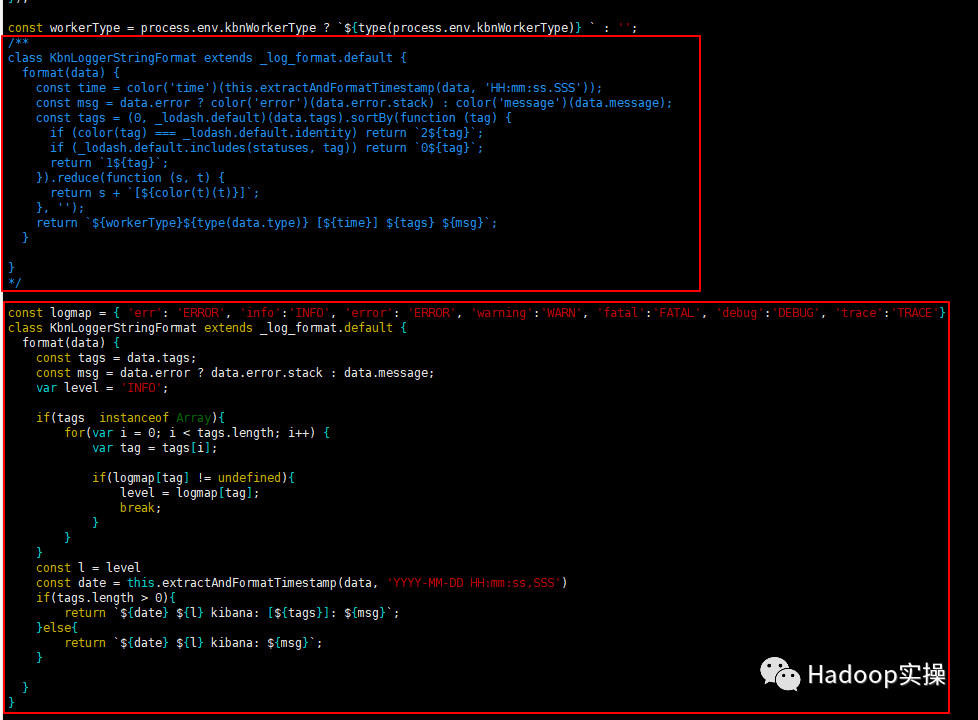 });
const workerType = process.env.kbnWorkerType ? `${type(process.env.kbnWorkerType)} ` : '';
/**
class KbnLoggerStringFormat extends _log_format.default {
  format(data) {
    const time = color('time')(this.extractAndFormatTimestamp(data, 'HH:mm:ss.SSS'));
    const msg = data.error ? color('error')(data.error.stack) : color('message')(data.message);
    const tags = (0, _lodash.default)(data.tags).sortBy(function (tag) {
      if (color(tag) === _lodash.default.identity) return `2${tag}`;
      if (_lodash.default.includes(statuses, tag)) return `0${tag}`;
      return `1${tag}`;
    }).reduce(function (s, t) {
      return s + `[${color(t)(t)}]`;
    }, '');
    return `${workerType}${type(data.type)} [${time}] ${tags} ${msg}`;
  }
}
*/
const logmap = { 'err': 'ERROR', 'info':'INFO', 'error': 'ERROR', 'warning':'WARN', 'fatal':'FATAL', 'debug':'DEBUG', 'trace':'TRACE'}
class KbnLoggerStringFormat extends _log_format.default {
  format(data) {
    const tags = data.tags;
    const msg = data.error ? data.error.stack : data.message;
    var level = 'INFO';
    if(tags  instanceof Array){
        for(var i = 0; i < tags.length; i++) {
            var tag = tags[i];
            if(logmap[tag] != undefined){
                level = logmap[tag];
                break;
            }
        }
    }
    const l = level
    const date = this.extractAndFormatTimestamp(data, 'YYYY-MM-DD HH:mm:ss.SSS')
    if(tags.length > 0){
        return `${date} ${l} kibana: [${tags}]: ${msg}`;
    }else{
        return `${date} ${l} kibana: ${msg}`;
    }
  }
}
Hadoop实操